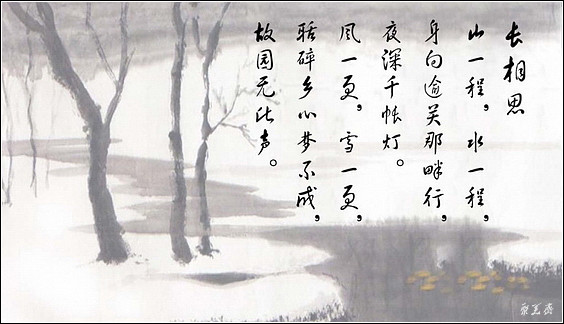 长相思
山一程，水一程，
身向逾关那畔行，
夜深千帐灯。
风一更，雪一更，
聒碎乡心梦不成，
故园无此声。